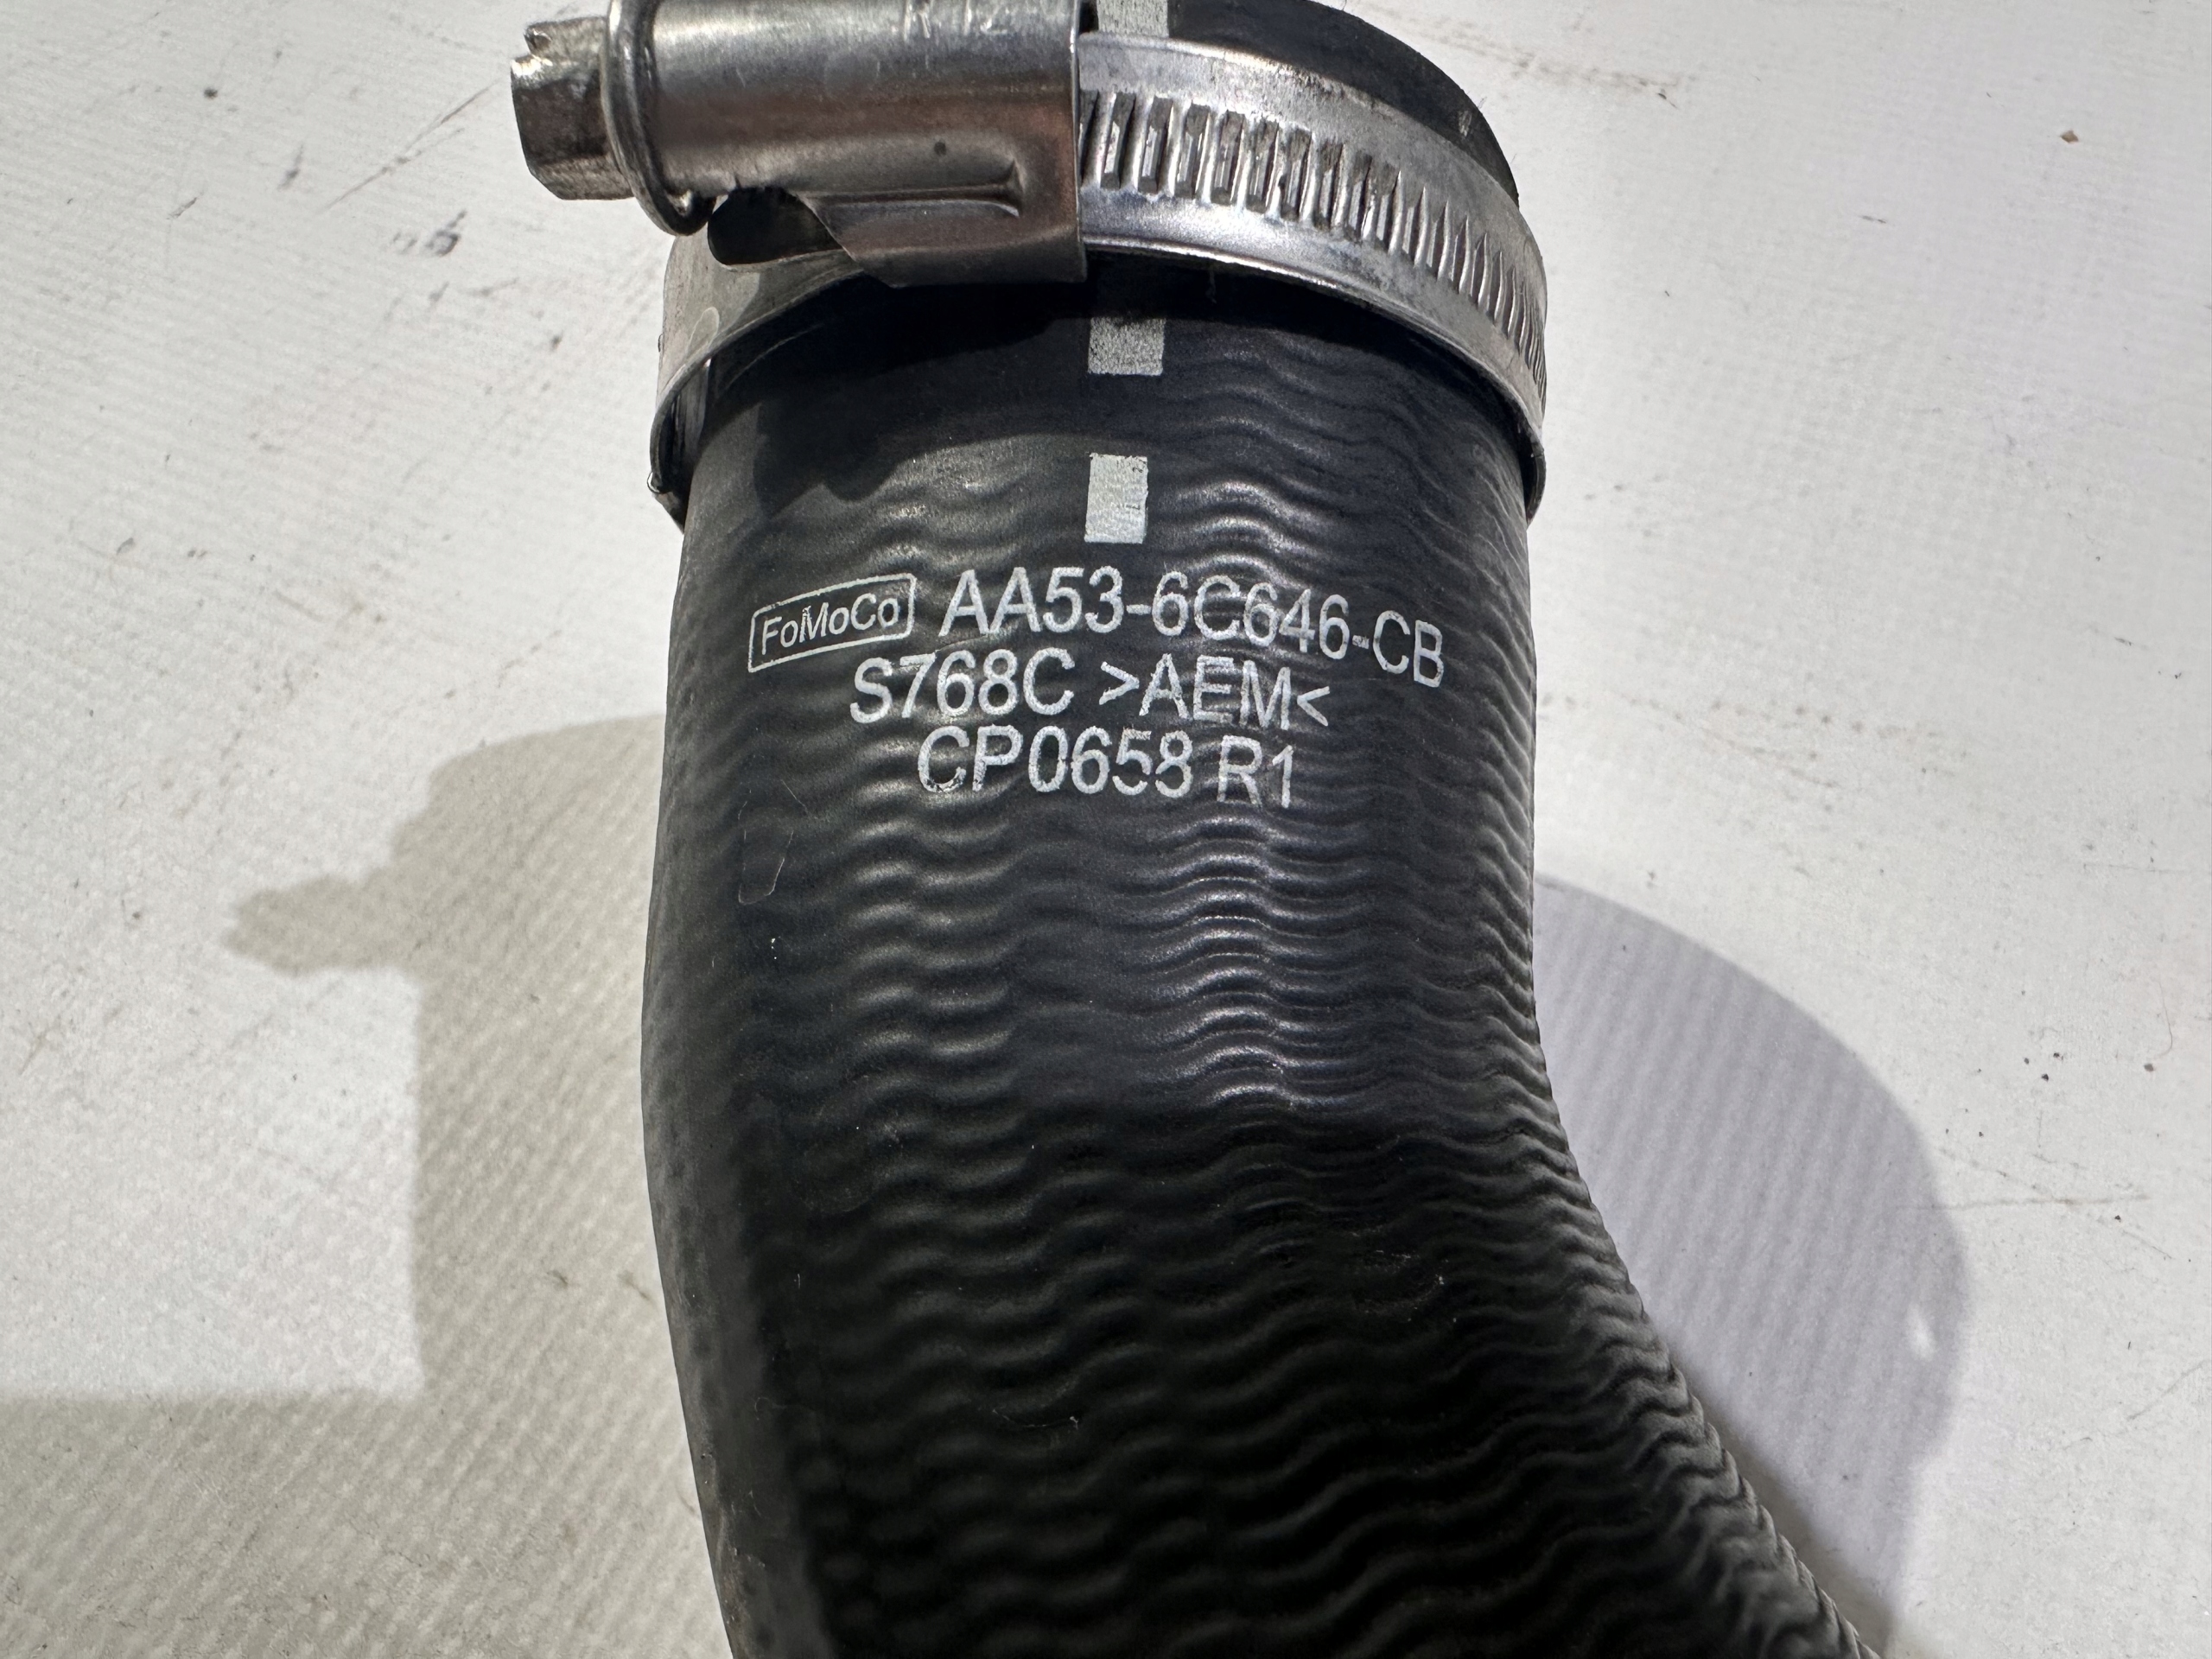 FoMoCo AA53-6C646-CB
S768C >AEM<
CP0658 R1